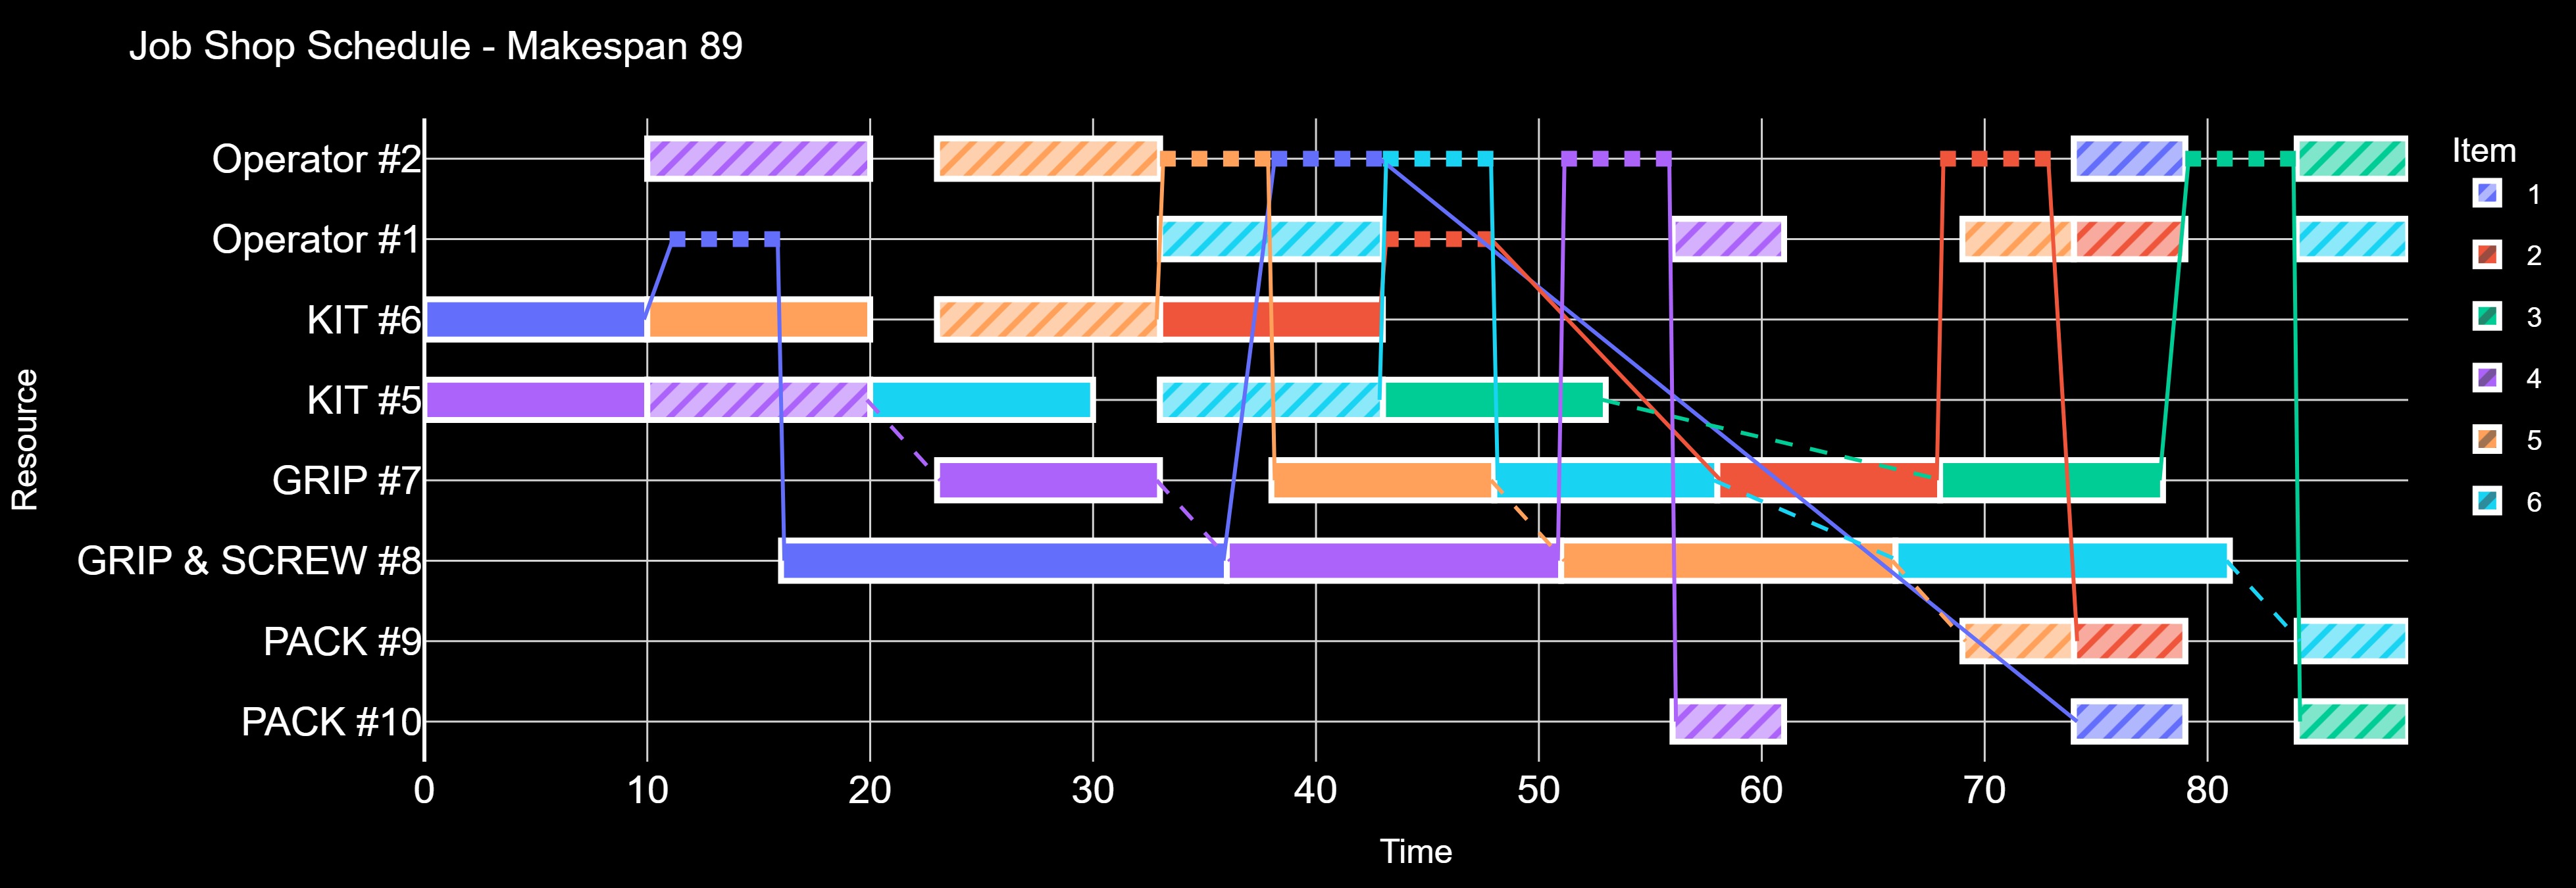 Job Shop Schedule - Makespan 89
Operator #2
Operator #1
KIT #6
KIT #5
GRIP #7
GRIP & SCREW #8
PACK #9
PACK #10
Resource
0 10 20 30 40 50 60 70 80
Time
Item
1
2
3
4
5
6